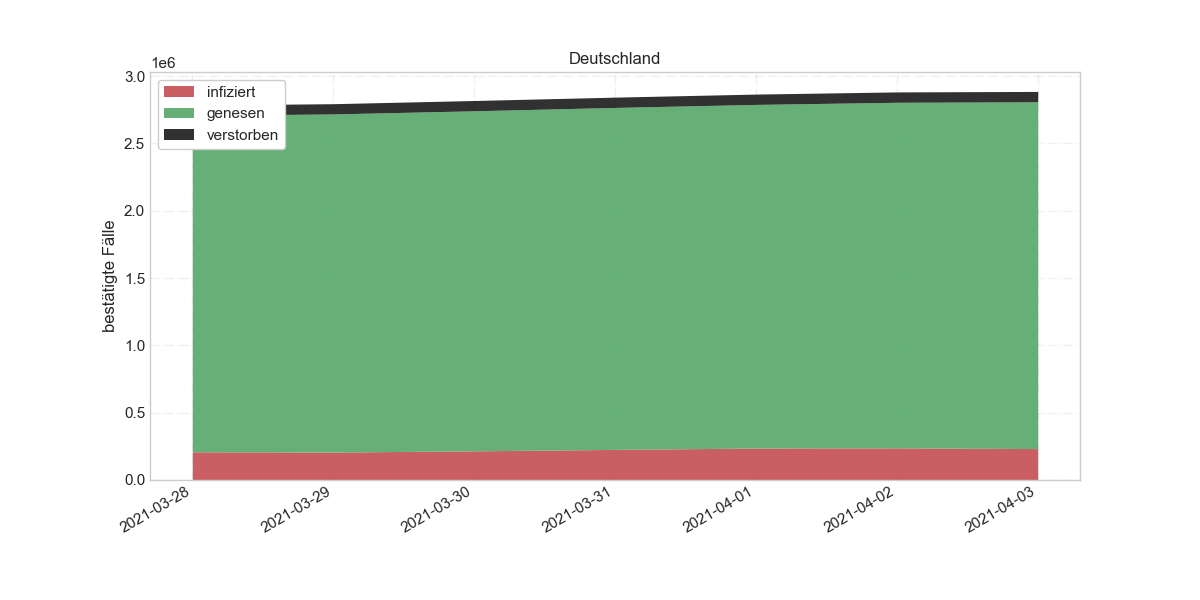 Deutschland
1e6
3.0
2.5
2.0
1.5
1.0
0.5
0.0
bestätigte Fälle
infiziert
genesen
verstorben
2021-03-28
2021-03-29
2021-03-30
2021-03-31
2021-04-01
2021-04-02
2021-04-03